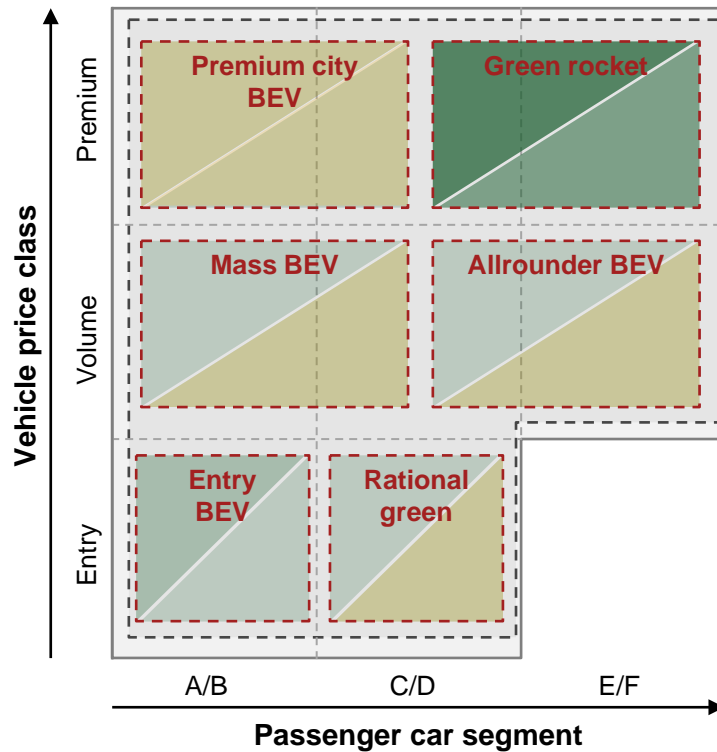 Vehicle price class
Premium
Premium city
BEV
Green rocket
Volume
Mass BEV
Allrounder BEV
Entry
Entry
BEV
Rational
green
A/B
C/D
E/F
Passenger car segment